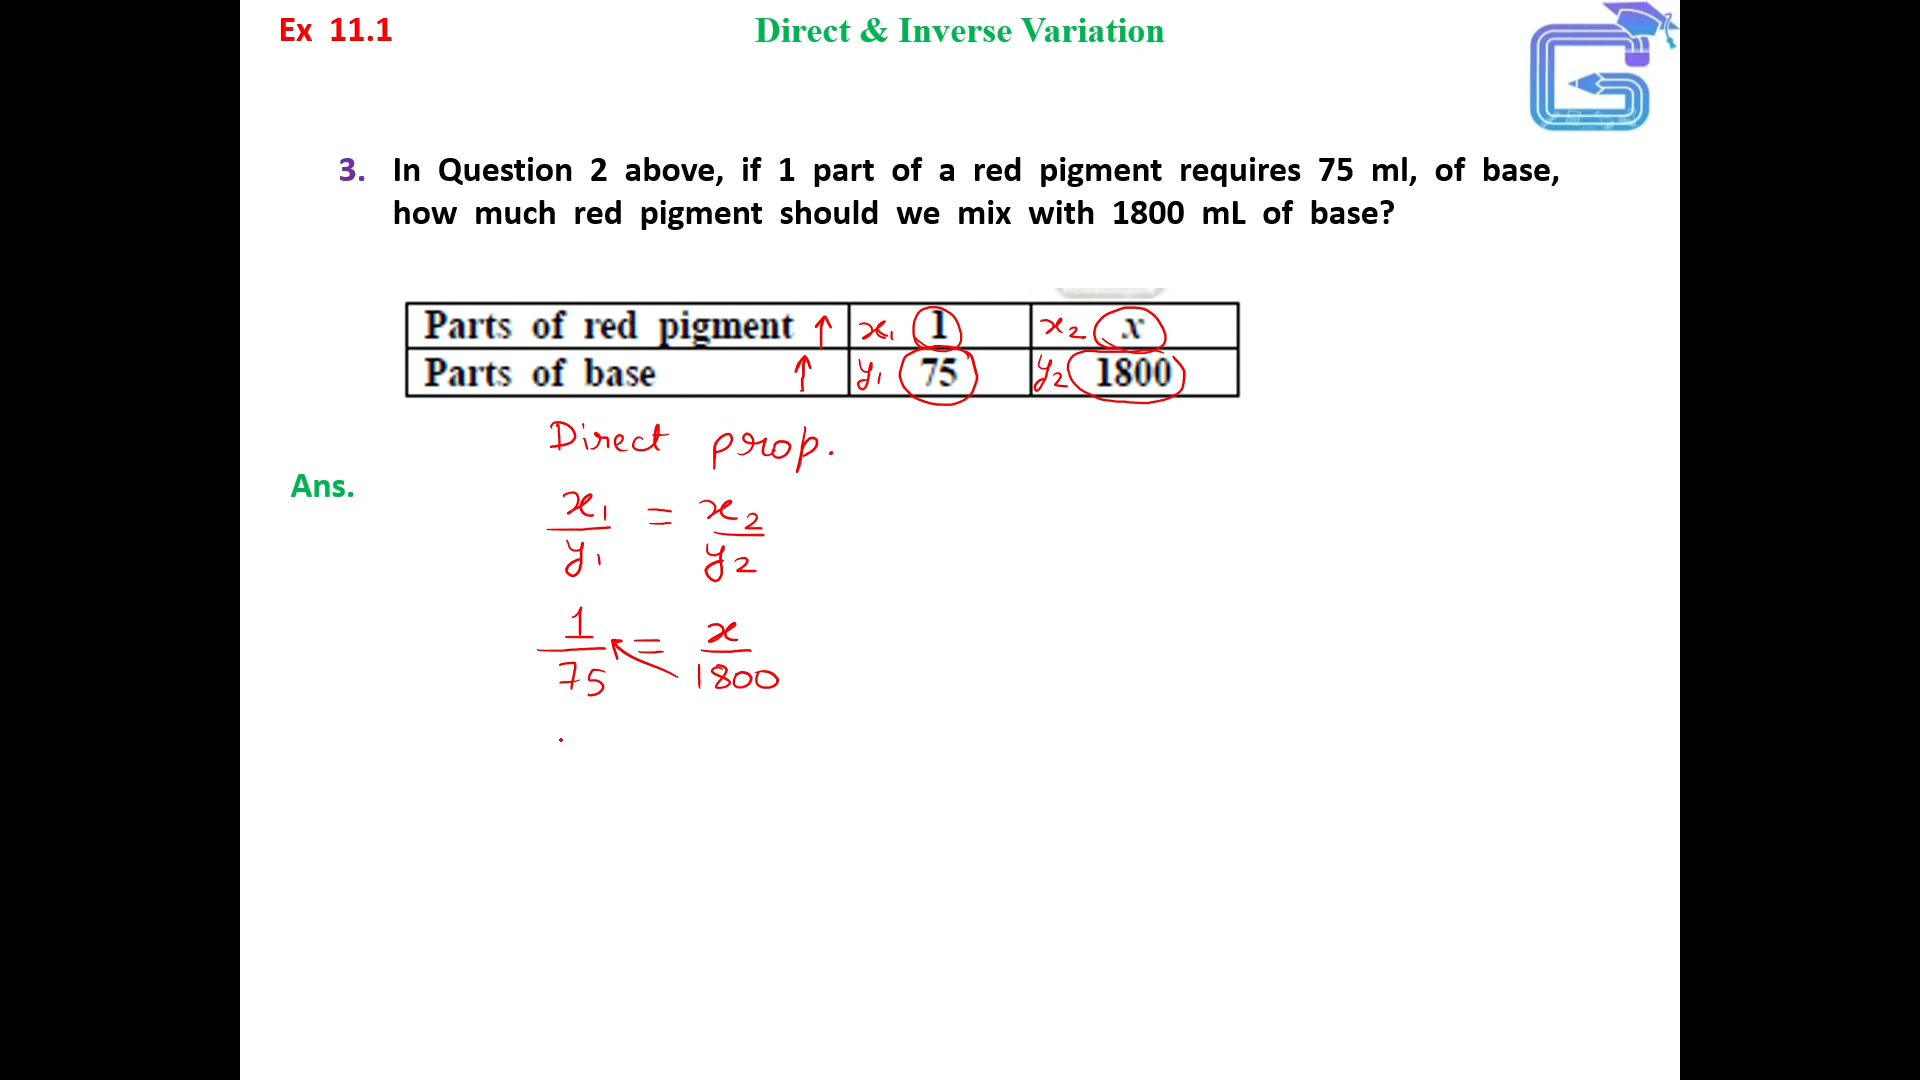 Ex 11.1
Direct & Inverse Variation
3. In Question 2 above, if 1 part of a red pigment requires 75 ml, of base,
how much red pigment should we mix with 1800 mL of base?
Parts of red pigment ↑ x₁ 1 x₂ x
Parts of base ↑ y₁ 75 y₂ 1800
Direct prop.
Ans.
x₁/y₁ = x₂/y₂
1/75 = x/1800